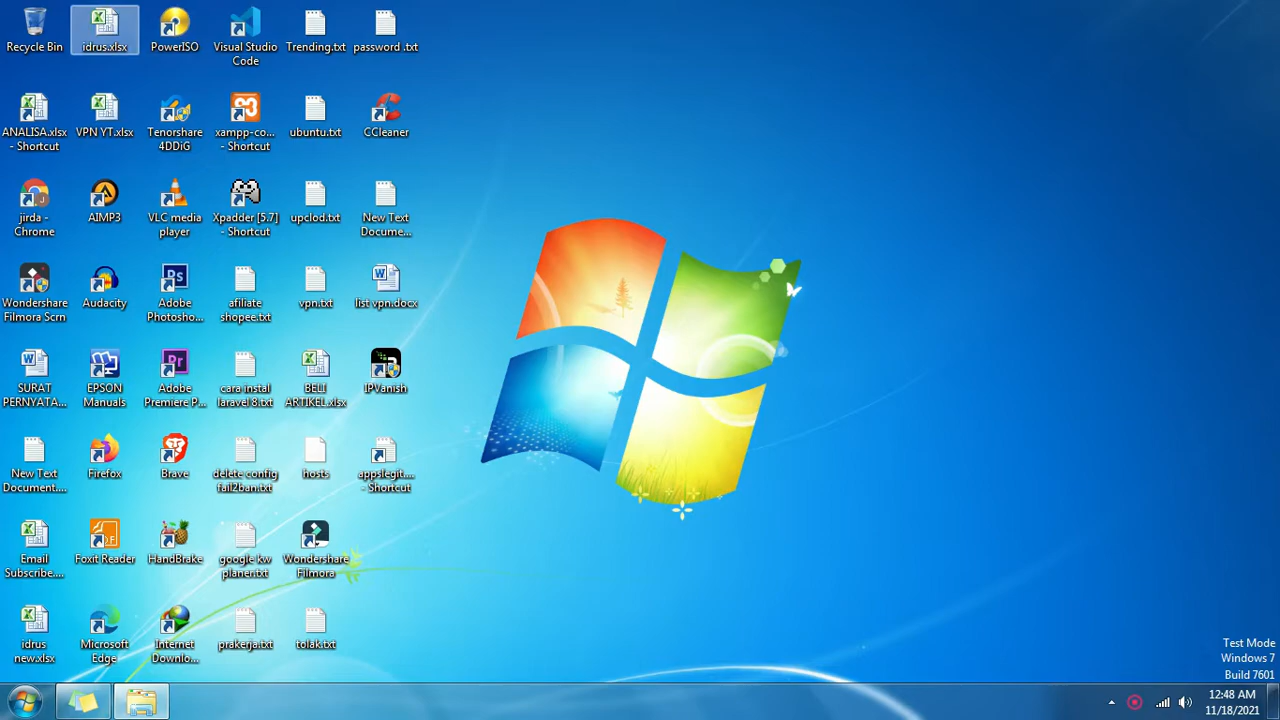 Recycle Bin
idrus.xlsx
PowerISO
Visual Studio
Code
Trending.txt
password .txt
ANALISA.xlsx
- Shortcut
VPN YT.xlsx
Tenorshare
4DDiG
xampp-co...
- Shortcut
ubuntu.txt
CCleaner
jirda -
Chrome
AIMP3
VLC media
player
Xpadder [5.7]
- Shortcut
upclod.txt
New Text
Docume...
Wondershare
Filmora Scrn
Audacity
Adobe
Photosho...
afiliate
shopee.txt
vpn.txt
list vpn.docx
SURAT
PERNYATA...
EPSON
Manuals
Adobe
Premiere P...
cara instal
laravel 8.txt
BELI
ARTIKEL.xlsx
IPVanish
New Text
Document....
Firefox
Brave
delete config
fail2ban.txt
hosts
appslegit....
- Shortcut
Email
Subscribe....
Foxit Reader
HandBrake
google kw
planer.txt
Wondershare
Filmora
idrus
new.xlsx
Microsoft
Edge
Internet
Downlo...
prakerja.txt
tolak.txt
Test Mode
Windows 7
Build 7601
12:48 AM
11/18/2021